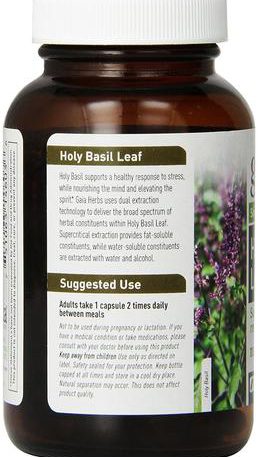 Holy Basil Leaf
Holy Basil supports a healthy response to stress,
while nourishing the mind and elevating the
spirit.* Gaia Herbs uses dual extraction
technology to deliver the broad spectrum of
herbal constituents within Holy Basil Leaf.
Supercritical extraction provides fat-soluble
constituents, while water-soluble constituents
are extracted with water and alcohol.
Suggested Use
Adults take 1 capsule 2 times daily
between meals
Not to be used during pregnancy or lactation. If you
have a medical condition or take medications, please
consult with your doctor before using this product
Keep away from children Use only as directed on
label. Safety sealed for your protection. Keep bottle
capped at all times and store in a cool dry place.
Natural separation may occur. This does not affect
product quality.
Holy Basil